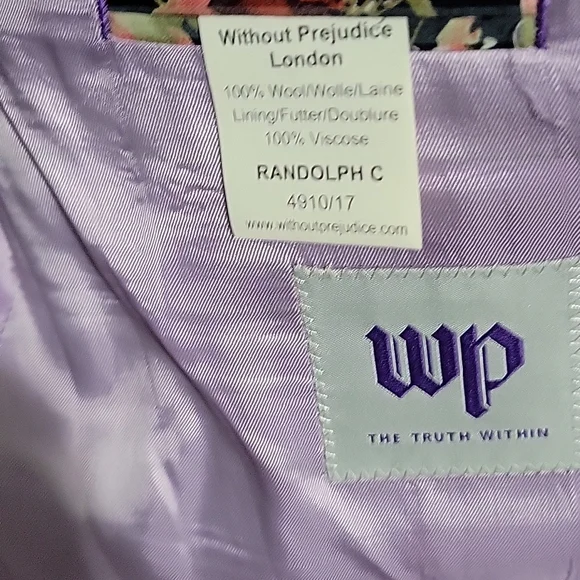 Without Prejudice
London
100% Wool/Wolle/Laine
Lining/Futter/Doublure
100% Viscose
RANDOLPH C
4910/17
www.withoutprejudice.com
wp
THE TRUTH WITHIN